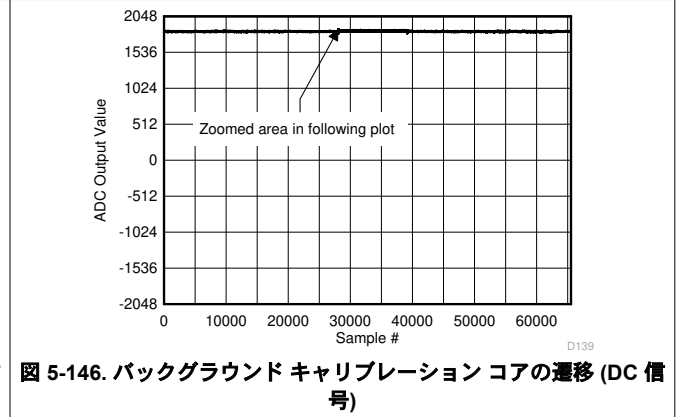 2048
1536
1024
512
0
-512
-1024
-1536
-2048
ADC Output Value
Zoomed area in following plot
0 10000 20000 30000 40000 50000 60000
Sample #
D139
図 5-146. バックグラウンド キャリブレーション コアの遷移 (DC 信
号)